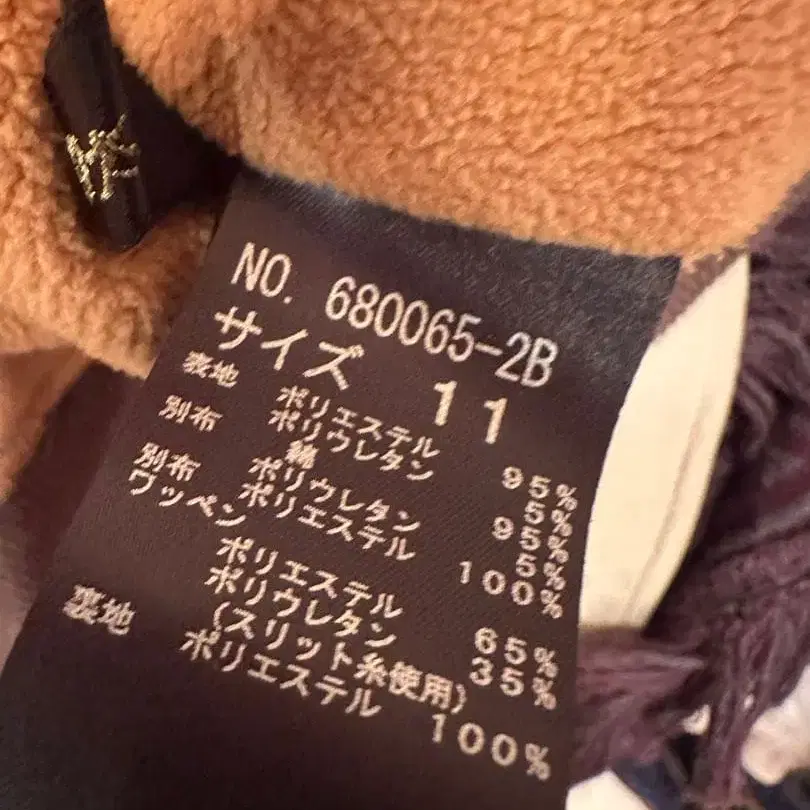 NO. 680065-2B
サイズ 11
表地 ポリエステル 95%
ポリウレタン 5%
別布 綿 95%
ポリウレタン 5%
別布 ポリエステル 100%
ワッペン
ポリエステル 65%
ポリウレタン 35%
(スリット糸使用)
裏地 ポリエステル 100%